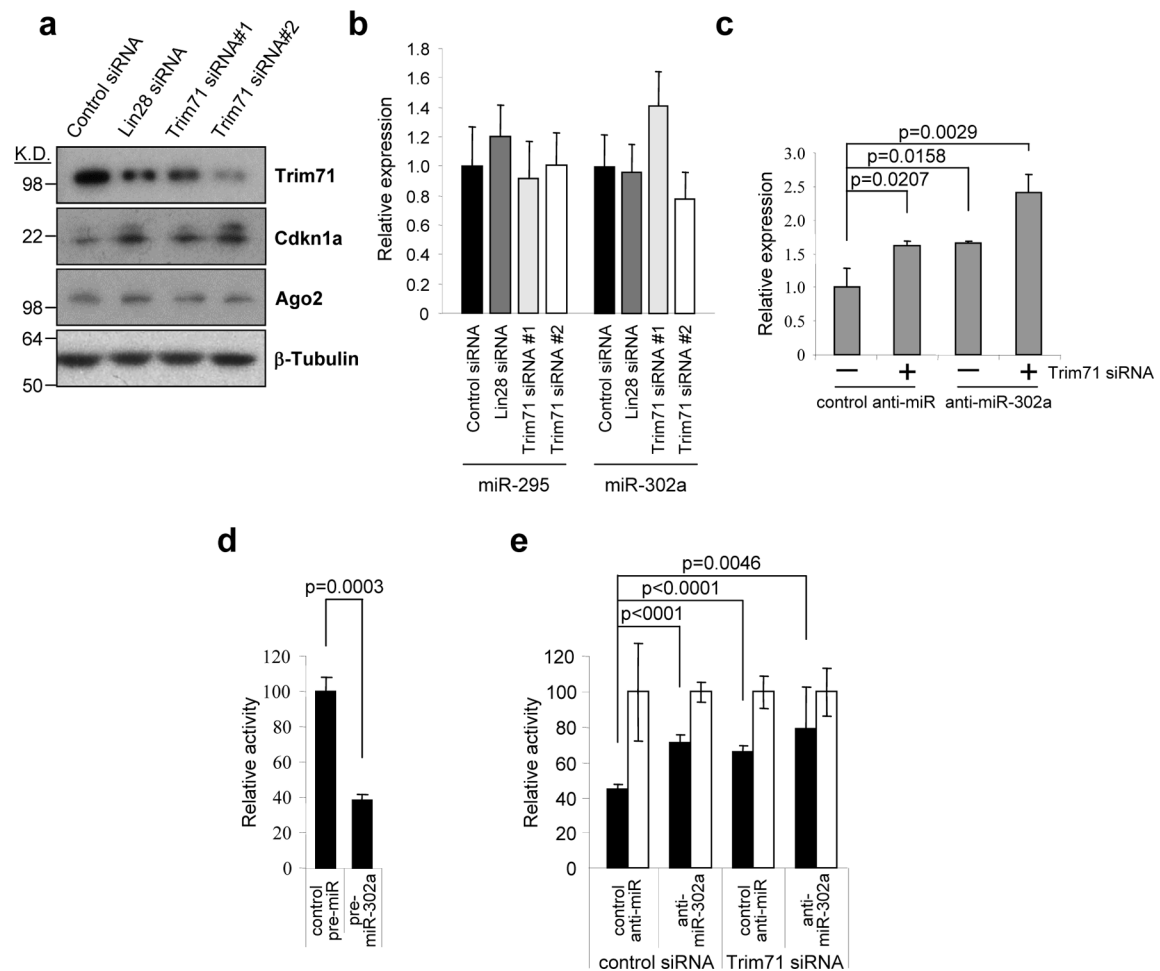 a
Control siRNA
Lin28 siRNA
Trim71 siRNA#1
Trim71 siRNA#2
K.D.
98
Trim71
22
Cdkn1a
98
Ago2
64
50
β-Tubulin
b
Relative expression
1.8
1.6
1.4
1.2
1.0
0.8
0.6
0.4
0.2
0
Control siRNA
Lin28 siRNA
Trim71 siRNA #1
Trim71 siRNA #2
Control siRNA
Lin28 siRNA
Trim71 siRNA #1
Trim71 siRNA #2
miR-295
miR-302a
c
p=0.0029
p=0.0158
p=0.0207
Relative expression
3.0
2.5
2.0
1.5
1.0
0.5
0
− + − + Trim71 siRNA
control anti-miR
anti-miR-302a
d
p=0.0003
Relative activity
120
100
80
60
40
20
0
control
pre-miR
pre-
miR-302a
e
p=0.0046
p<0.0001
p<0001
Relative activity
120
100
80
60
40
20
0
control
anti-miR
anti-
miR-302a
control
anti-miR
anti-
miR-302a
control siRNA
Trim71 siRNA